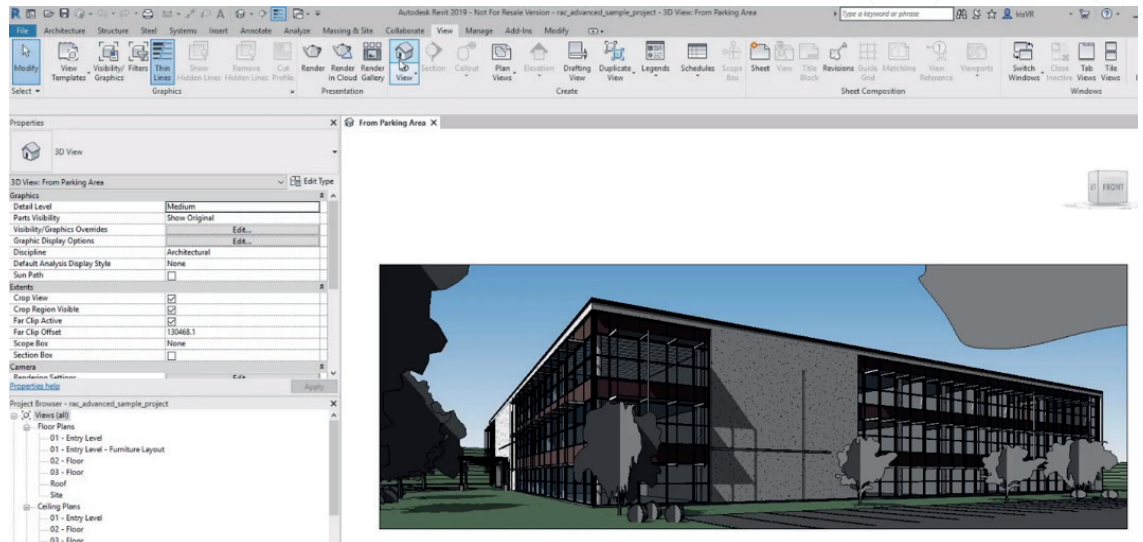 Autodesk Revit 2019 - Not For Resale Version - rac_advanced_sample_project - 3D View: From Parking Area
Type a keyword or phrase
IrisVR
File Architecture Structure Steel Systems Insert Annotate Analyze Massing & Site Collaborate View Manage Add-Ins Modify
Modify View Templates Visibility/ Graphics Filters Thin Lines Show Hidden Lines Remove Hidden Lines Cut Profile Render Render in Cloud Render Gallery 3D View Section Callout Plan Views Elevation Drafting View Duplicate View Legends Schedules Scope Box Sheet View Title Block Revisions Guide Grid Matchline View Reference Viewports Switch Windows Close Inactive Tab Views Tile Views
Select Graphics Presentation Create Sheet Composition Windows
Properties
From Parking Area
3D View
3D View: From Parking Area Edit Type
Graphics
Detail Level Medium
Parts Visibility Show Original
Visibility/Graphics Overrides Edit...
Graphic Display Options Edit...
Discipline Architectural
Default Analysis Display Style None
Sun Path
Extents
Crop View
Crop Region Visible
Far Clip Active
Far Clip Offset 130468.1
Scope Box None
Section Box
Camera
Rendering Settings Edit
Properties help Apply
FRONT
Project Browser - rac_advanced_sample_project
Views (all)
Floor Plans
01 - Entry Level
01 - Entry Level - Furniture Layout
02 - Floor
03 - Floor
Roof
Site
Ceiling Plans
01 - Entry Level
02 - Floor
03 - Floor